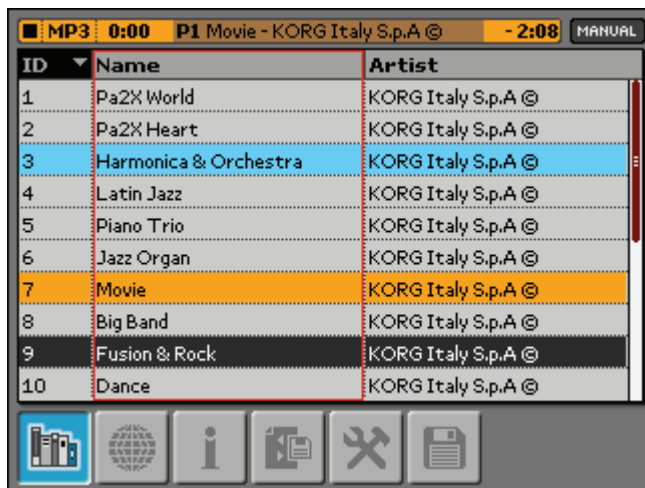 MP3 0:00 P1 Movie - KORG Italy S.p.A © - 2:08 MANUAL
ID Name Artist
1 Pa2X World KORG Italy S.p.A ©
2 Pa2X Heart KORG Italy S.p.A ©
3 Harmonica & Orchestra KORG Italy S.p.A ©
4 Latin Jazz KORG Italy S.p.A ©
5 Piano Trio KORG Italy S.p.A ©
6 Jazz Organ KORG Italy S.p.A ©
7 Movie KORG Italy S.p.A ©
8 Big Band KORG Italy S.p.A ©
9 Fusion & Rock KORG Italy S.p.A ©
10 Dance KORG Italy S.p.A ©